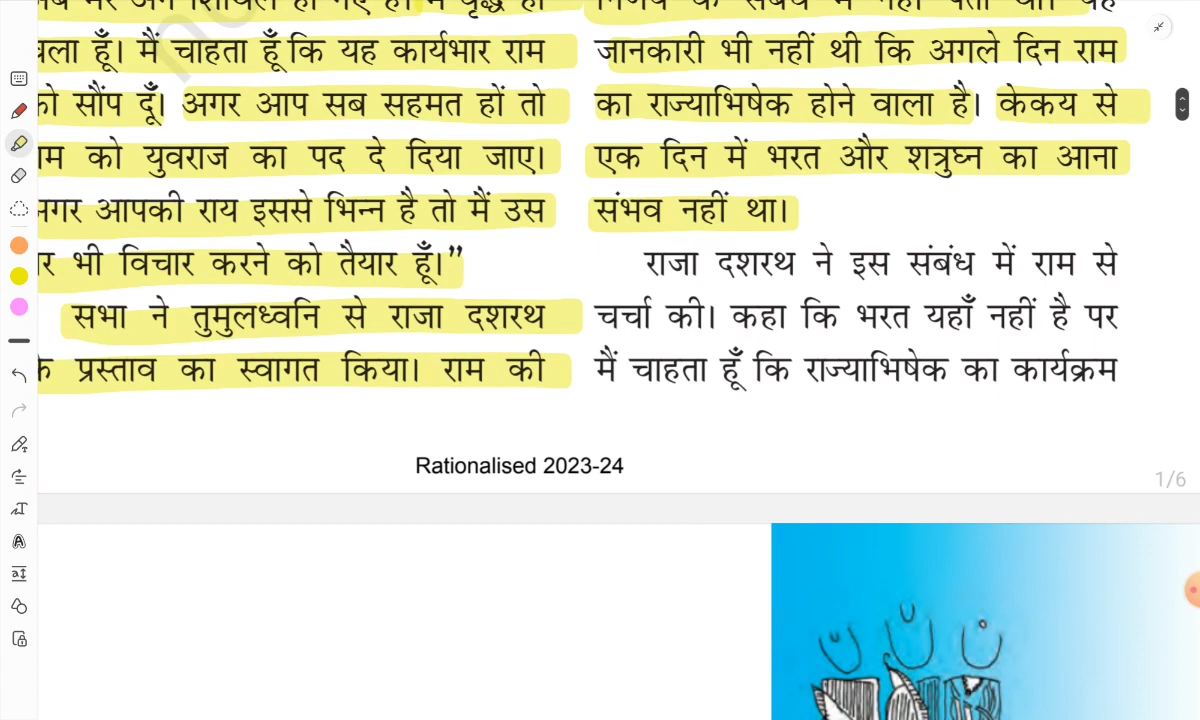 वला हूँ। मैं चाहता हूँ कि यह कार्यभार राम
को सौंप दूँ। अगर आप सब सहमत हों तो
राम को युवराज का पद दे दिया जाए।
अगर आपकी राय इससे भिन्न है तो मैं उस
पर भी विचार करने को तैयार हूँ।”
सभा ने तुमुलध्वनि से राजा दशरथ
के प्रस्ताव का स्वागत किया। राम की
जानकारी भी नहीं थी कि अगले दिन राम
का राज्याभिषेक होने वाला है। केकय से
एक दिन में भरत और शत्रुघ्न का आना
संभव नहीं था।
राजा दशरथ ने इस संबंध में राम से
चर्चा की। कहा कि भरत यहाँ नहीं है पर
मैं चाहता हूँ कि राज्याभिषेक का कार्यक्रम
Rationalised 2023-24
1/6